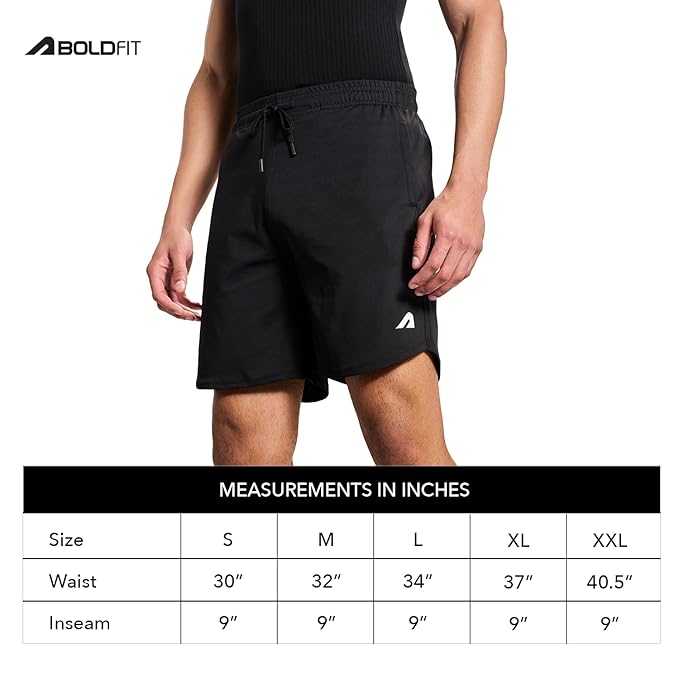 BOLDFIT
MEASUREMENTS IN INCHES
Size S M L XL XXL
Waist 30” 32” 34” 37” 40.5”
Inseam 9” 9” 9” 9” 9”